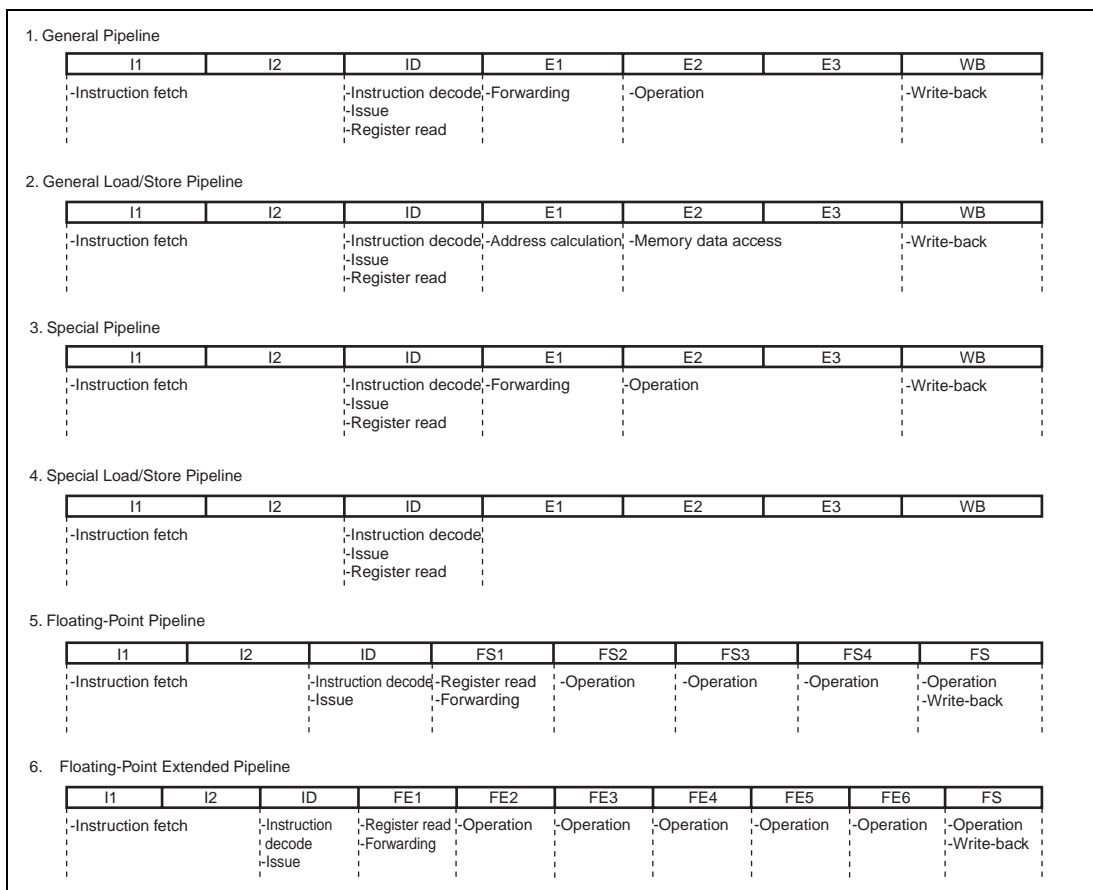 1. General Pipeline
I1 I2 ID E1 E2 E3 WB
-Instruction fetch -Instruction decode -Forwarding -Operation -Write-back
-Issue
-Register read
2. General Load/Store Pipeline
I1 I2 ID E1 E2 E3 WB
-Instruction fetch -Instruction decode -Address calculation -Memory data access -Write-back
-Issue
-Register read
3. Special Pipeline
I1 I2 ID E1 E2 E3 WB
-Instruction fetch -Instruction decode -Forwarding -Operation -Write-back
-Issue
-Register read
4. Special Load/Store Pipeline
I1 I2 ID E1 E2 E3 WB
-Instruction fetch -Instruction decode
-Issue
-Register read
5. Floating-Point Pipeline
I1 I2 ID FS1 FS2 FS3 FS4 FS
-Instruction fetch -Instruction decode -Register read -Operation -Operation -Operation -Operation
-Issue -Forwarding -Write-back
6. Floating-Point Extended Pipeline
I1 I2 ID FE1 FE2 FE3 FE4 FE5 FE6 FS
-Instruction fetch -Instruction -Register read -Operation -Operation -Operation -Operation -Operation -Operation
decode -Forwarding -Write-back
-Issue